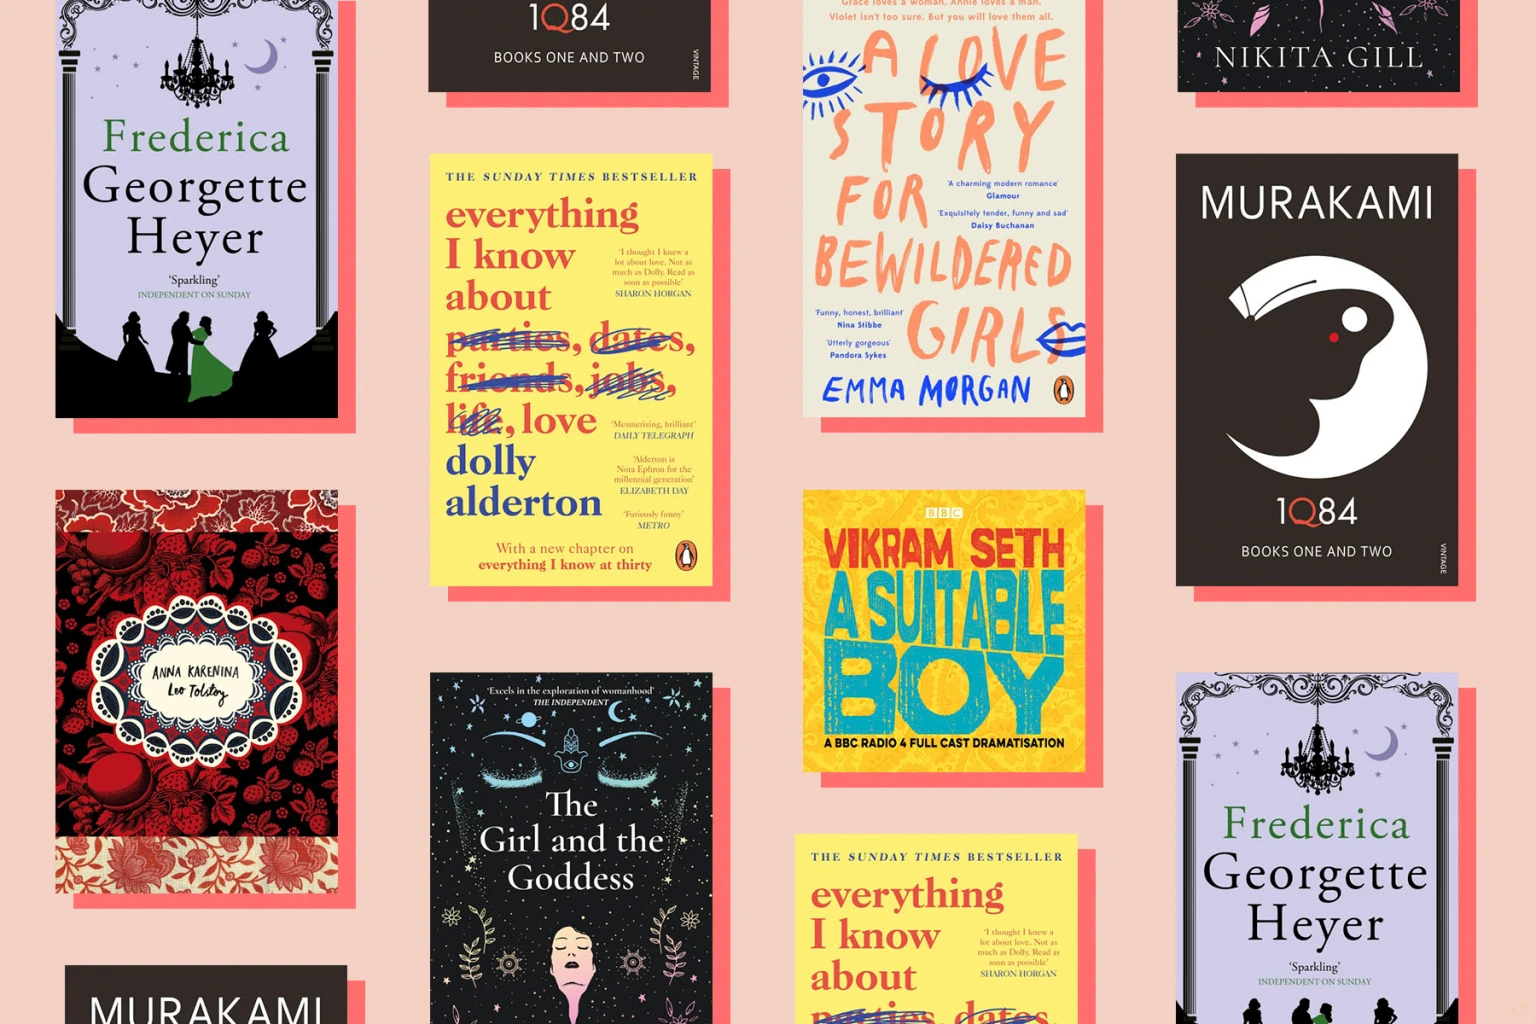 Frederica
Georgette
Heyer
'Sparkling'
INDEPENDENT ON SUNDAY
ANNA KARENINA
Leo Tolstoy
MURAKAMI
1Q84
BOOKS ONE AND TWO
VINTAGE
THE SUNDAY TIMES BESTSELLER
everything
I know
about
parties, dates,
friends, jobs,
life, love
dolly
alderton
'I thought I knew a
lot about love. Not as
much as Dolly. Read as
soon as possible'
SHARON HORGAN
'Mesmerizing, brilliant'
DAILY TELEGRAPH
'Alderton is
Nora Ephron for the
millennial generation'
ELIZABETH DAY
'Furiously funny'
METRO
With a new chapter on
everything I know at thirty
'Excels in the exploration of womanhood'
THE INDEPENDENT
The
Girl and the
Goddess
Grace loves a woman. Annie loves a man.
Violet isn't too sure. But you will love them all.
A LOVE
STORY
FOR
BEWILDERED
GIRLS
'A charming modern romance'
Glamour
'Exquisitely tender, funny and sad'
Daisy Buchanan
'Funny, honest, brilliant'
Nina Stibbe
'Utterly gorgeous'
Pandora Sykes
EMMA MORGAN
BBC
VIKRAM SETH
A SUITABLE
BOY
A BBC RADIO 4 FULL CAST DRAMATISATION
THE SUNDAY TIMES BESTSELLER
everything
I know
about
parties, dates,
'I thought I knew a
lot about love. Not as
much as Dolly. Read as
soon as possible'
SHARON HORGAN
NIKITA GILL
MURAKAMI
1Q84
BOOKS ONE AND TWO
VINTAGE
Frederica
Georgette
Heyer
'Sparkling'
INDEPENDENT ON SUNDAY